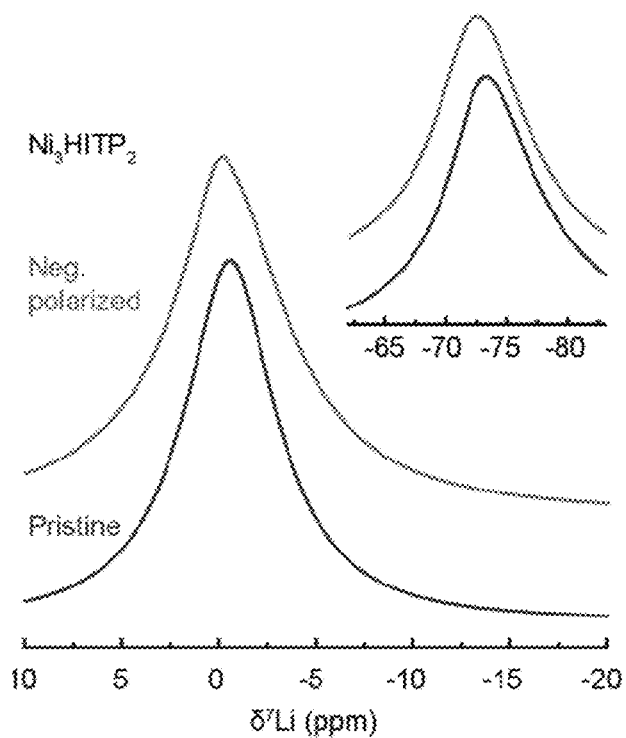 Ni₃HITP₂
Neg.
polarized
-65 -70 -75 -80
Pristine
10 5 0 -5 -10 -15 -20
δ⁷Li (ppm)